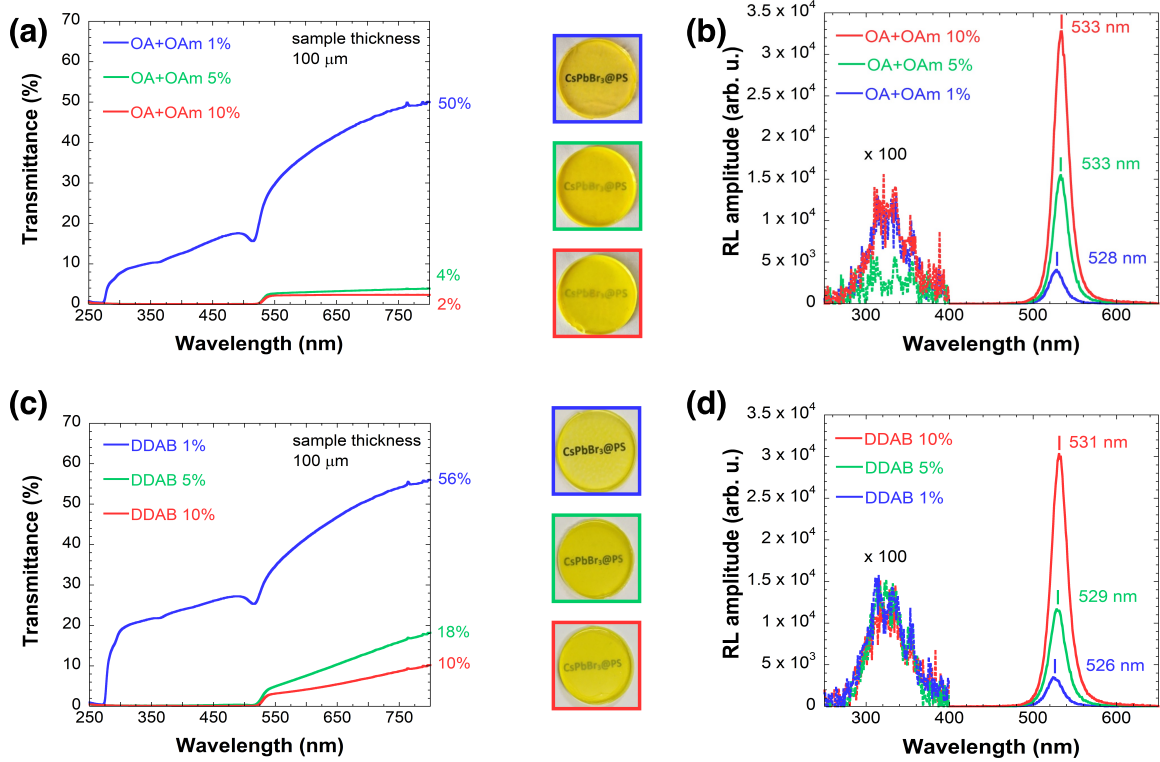 (a)
70
60
50
40
30
20
10
0
Transmittance (%)
OA+OAm 1%
OA+OAm 5%
OA+OAm 10%
sample thickness
100 μm
50%
4%
2%
250 350 450 550 650 750
Wavelength (nm)
CsPbBr₃@PS
CsPbBr₃@PS
CsPbBr₃@PS
(b)
3.5 x 10⁴
3 x 10⁴
2.5 x 10⁴
2 x 10⁴
1.5 x 10⁴
1 x 10⁴
5 x 10³
0
RL amplitude (arb. u.)
OA+OAm 10%
OA+OAm 5%
OA+OAm 1%
x 100
533 nm
533 nm
528 nm
300 400 500 600
Wavelength (nm)
(c)
70
60
50
40
30
20
10
0
Transmittance (%)
DDAB 1%
DDAB 5%
DDAB 10%
sample thickness
100 μm
56%
18%
10%
250 350 450 550 650 750
Wavelength (nm)
CsPbBr₃@PS
CsPbBr₃@PS
CsPbBr₃@PS
(d)
3.5 x 10⁴
3 x 10⁴
2.5 x 10⁴
2 x 10⁴
1.5 x 10⁴
1 x 10⁴
5 x 10³
0
RL amplitude (arb. u.)
DDAB 10%
DDAB 5%
DDAB 1%
x 100
531 nm
529 nm
526 nm
300 400 500 600
Wavelength (nm)